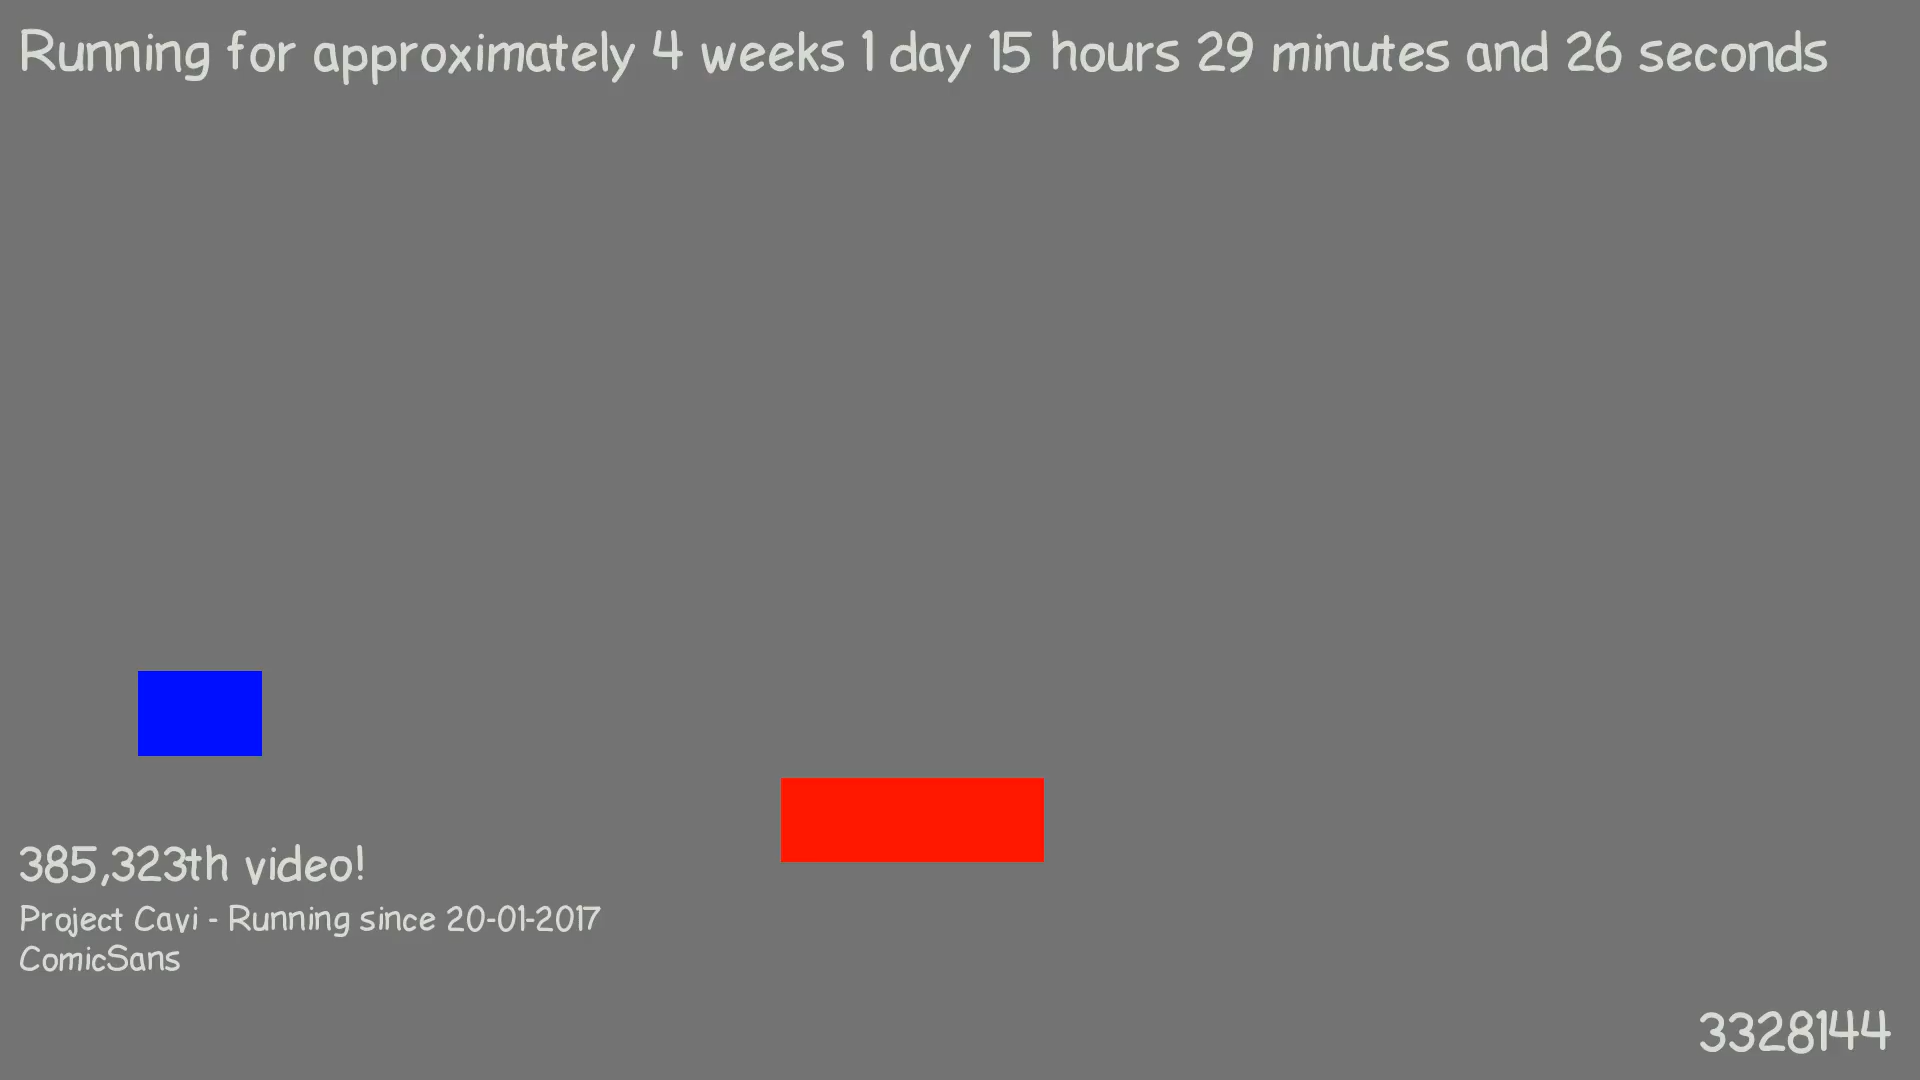 Running for approximately 4 weeks 1 day 15 hours 29 minutes and 26 seconds
385,323th video!
Project Cavi - Running since 20-01-2017
ComicSans
3328144